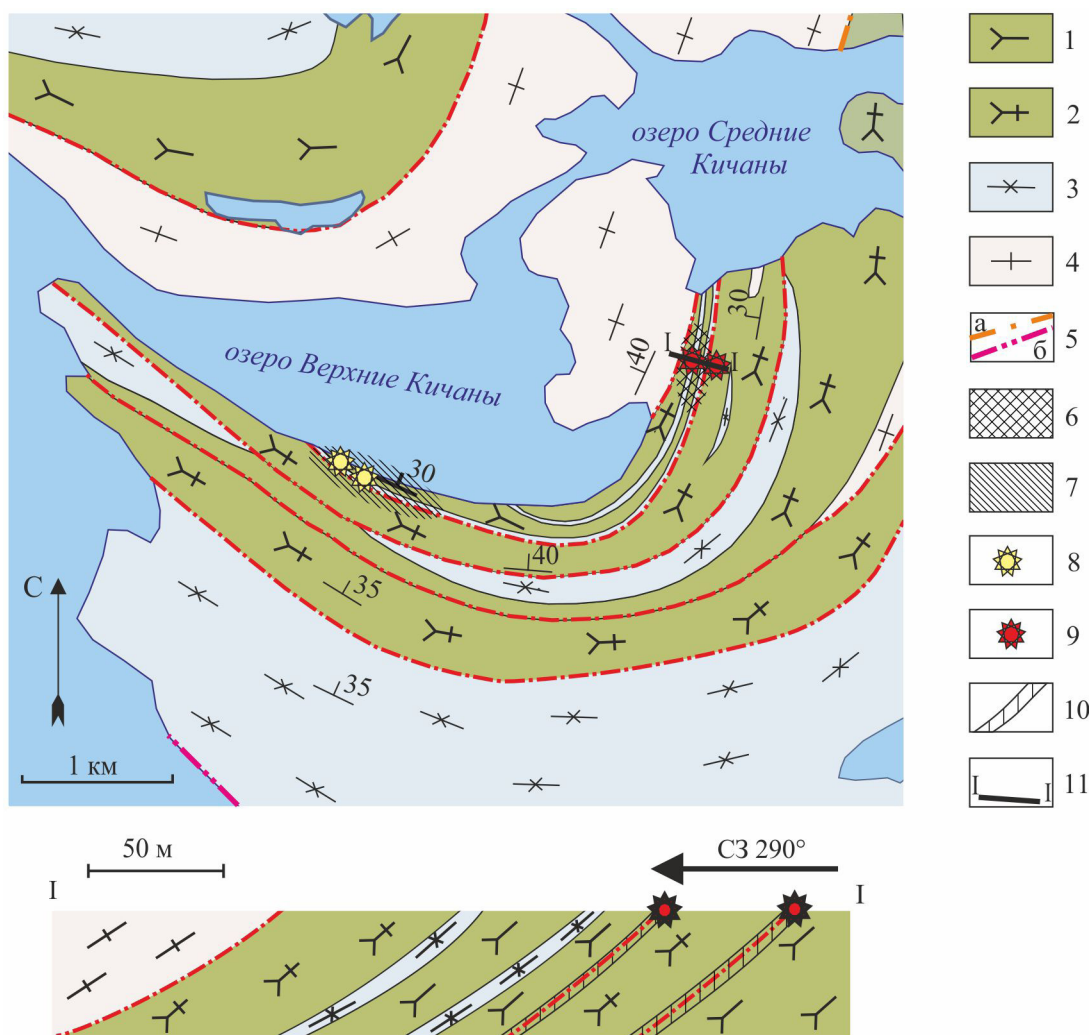 озеро Средние
Кичаны
озеро Верхние Кичаны
I
I
40
30
30
40
35
35
С
1 км
1
2
3
4
а
б
5
6
7
8
9
10
I
I
11
50 м
СЗ 290°
I
I